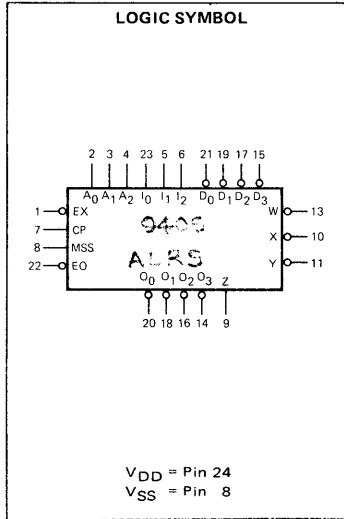 LOGIC SYMBOL
2 3 4 23 5 6 21 19 17 15
A0 A1 A2 I0 I1 I2 D0 D1 D2 D3
1 EX W 13
7 CP 9405 X 10
8 MSS ALRS Y 11
22 EO O0 O1 O2 O3 Z
20 18 16 14 9
VDD = Pin 24
VSS = Pin 8